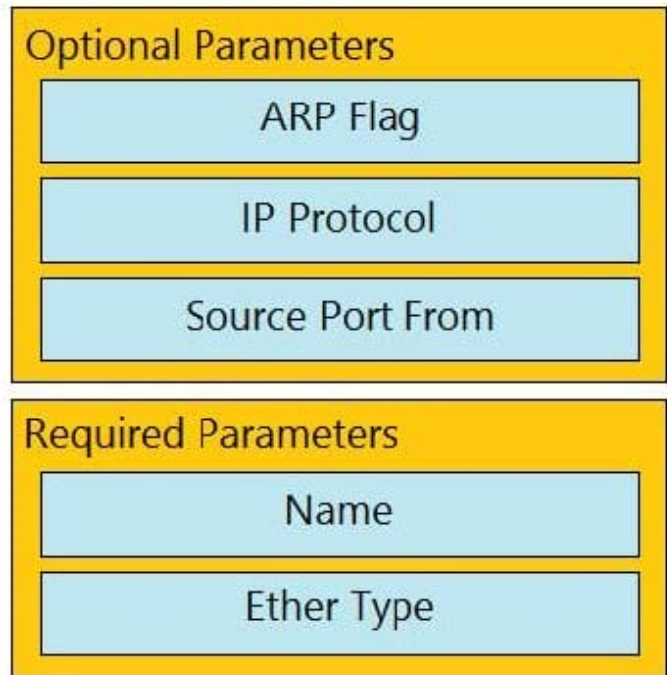 Optional Parameters
ARP Flag
IP Protocol
Source Port From
Required Parameters
Name
Ether Type